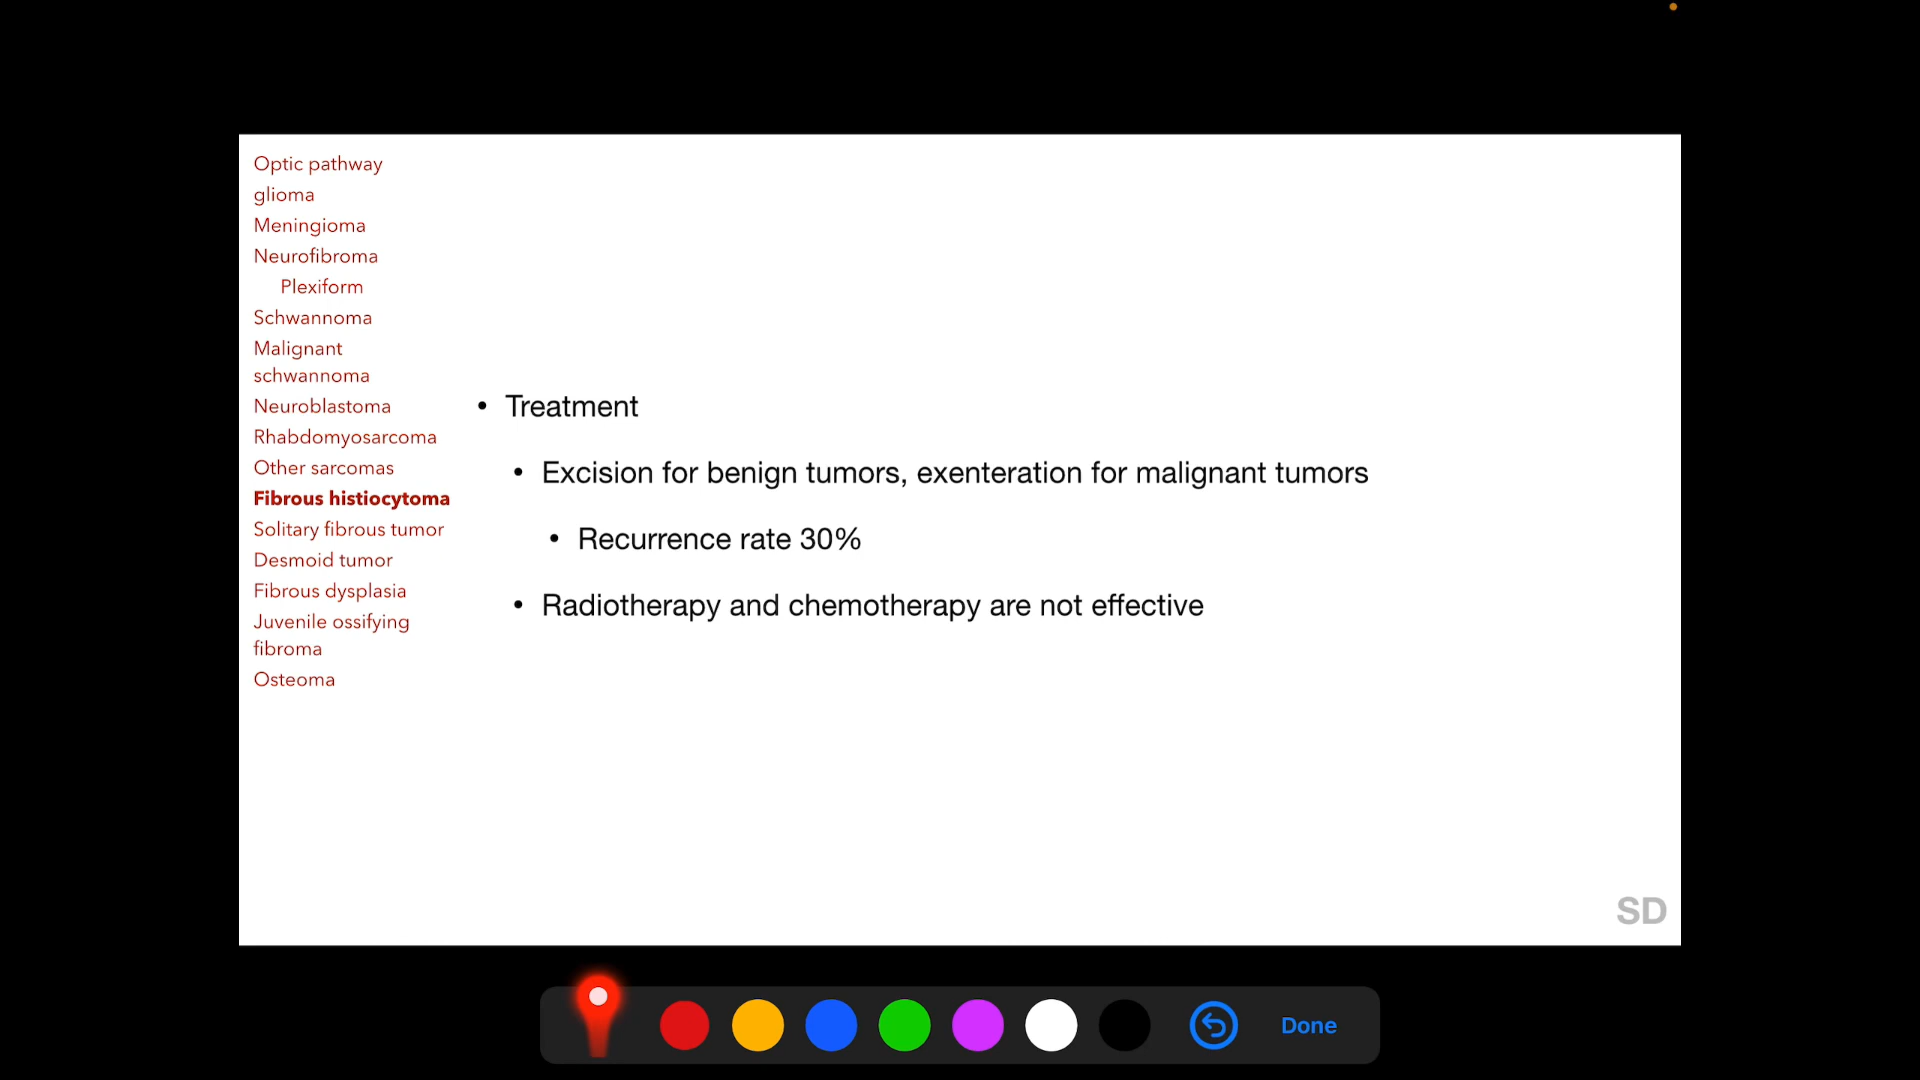 Optic pathway
glioma
Meningioma
Neurofibroma
Plexiform
Schwannoma
Malignant
schwannoma
Neuroblastoma
Rhabdomyosarcoma
Other sarcomas
Fibrous histiocytoma
Solitary fibrous tumor
Desmoid tumor
Fibrous dysplasia
Juvenile ossifying
fibroma
Osteoma
• Treatment
• Excision for benign tumors, exenteration for malignant tumors
• Recurrence rate 30%
• Radiotherapy and chemotherapy are not effective
SD
Done